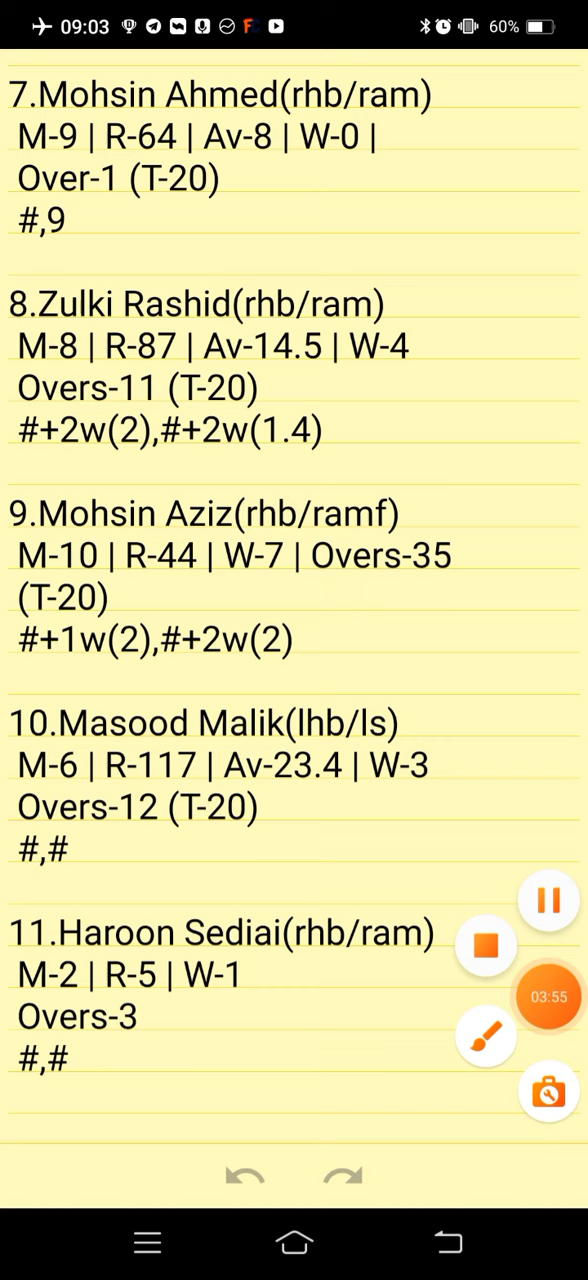 09:03
60%
7.Mohsin Ahmed(rhb/ram)
M-9 | R-64 | Av-8 | W-0 |
Over-1 (T-20)
#,9
8.Zulki Rashid(rhb/ram)
M-8 | R-87 | Av-14.5 | W-4
Overs-11 (T-20)
#+2w(2),#+2w(1.4)
9.Mohsin Aziz(rhb/ramf)
M-10 | R-44 | W-7 | Overs-35
(T-20)
#+1w(2),#+2w(2)
10.Masood Malik(lhb/ls)
M-6 | R-117 | Av-23.4 | W-3
Overs-12 (T-20)
#,#
11.Haroon Sediai(rhb/ram)
M-2 | R-5 | W-1
Overs-3
#,#
03:55